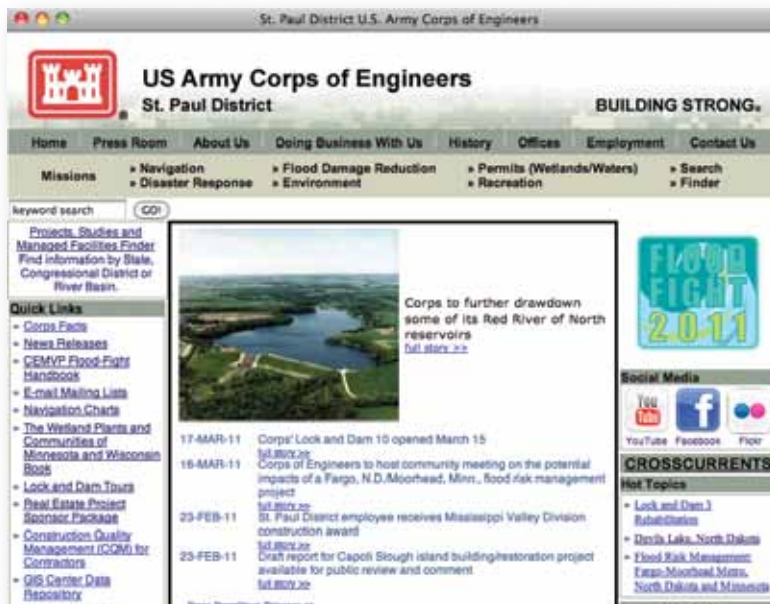 St. Paul District U.S. Army Corps of Engineers
US Army Corps of Engineers
St. Paul District
BUILDING STRONG®
Home Press Room About Us Doing Business With Us History Offices Employment Contact Us
Missions
» Navigation » Flood Damage Reduction » Permits (Wetlands/Waters) » Search
» Disaster Response » Environment » Recreation » Finder
keyword search GO!
Projects, Studies and
Managed Facilities Finder
Find information by State,
Congressional District or
River Basin.
Quick Links
» Corps Facts
» News Releases
» CEMVP Flood-Fight
Handbook
» E-mail Mailing Lists
» Navigation Charts
» The Wetland Plants and
Communities of
Minnesota and Wisconsin
Book
» Lock and Dam Tours
» Real Estate Project
Sponsor Package
» Construction Quality
Management (CQM) for
Contractors
» GIS Center Data
Repository
Corps to further drawdown
some of its Red River of North
reservoirs
full story >>
17-MAR-11 Corps' Lock and Dam 10 opened March 15
full story >>
16-MAR-11 Corps of Engineers to host community meeting on the potential
impacts of a Fargo, N.D./Moorhead, Minn., flood risk management
project
full story >>
23-FEB-11 St. Paul District employee receives Mississippi Valley Division
construction award
full story >>
23-FEB-11 Draft report for Capoli Slough island building/restoration project
available for public review and comment
full story >>
FLOOD
FIGHT
2011
Social Media
You
Tube
f
YouTube Facebook Flickr
CROSSCURRENTS
Hot Topics
» Lock and Dam 3
Rehabilitation
» Devils Lake, North Dakota
» Flood Risk Management:
Fargo-Moorhead Metro,
North Dakota and Minnesota